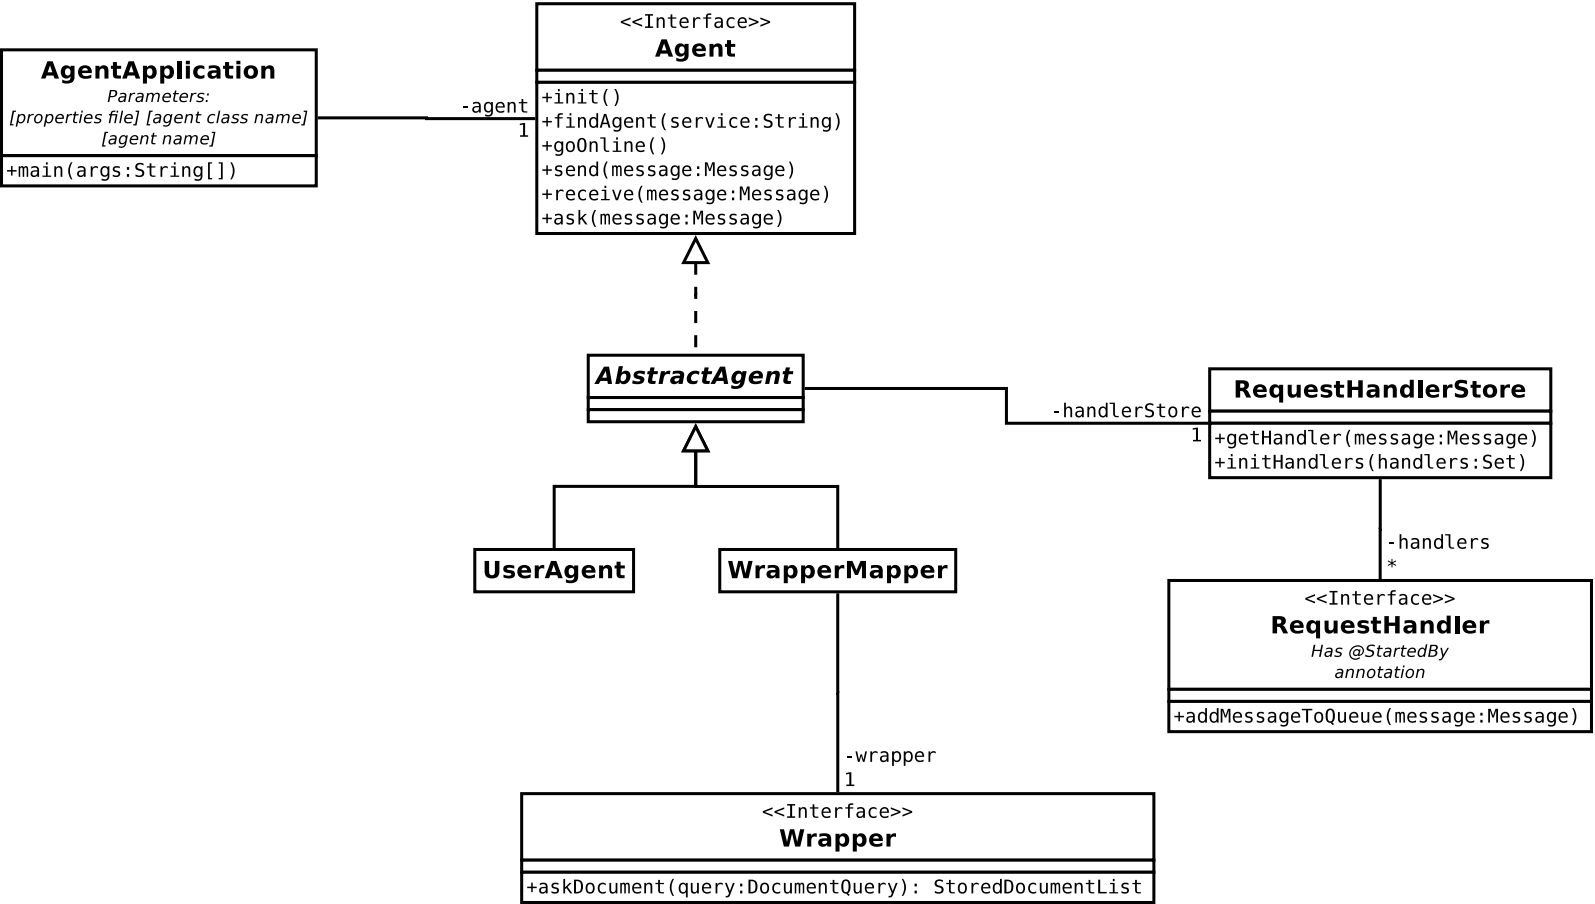 AgentApplication
Parameters:
[properties file] [agent class name]
[agent name]
+main(args:String[])
-agent
1
<<Interface>>
Agent
+init()
+findAgent(service:String)
+goOnline()
+send(message:Message)
+receive(message:Message)
+ask(message:Message)
AbstractAgent
-handlerStore
1
RequestHandlerStore
+getHandler(message:Message)
+initHandlers(handlers:Set)
-handlers
*
<<Interface>>
RequestHandler
Has @StartedBy
annotation
+addMessageToQueue(message:Message)
UserAgent
WrapperMapper
-wrapper
1
<<Interface>>
Wrapper
+askDocument(query:DocumentQuery): StoredDocumentList